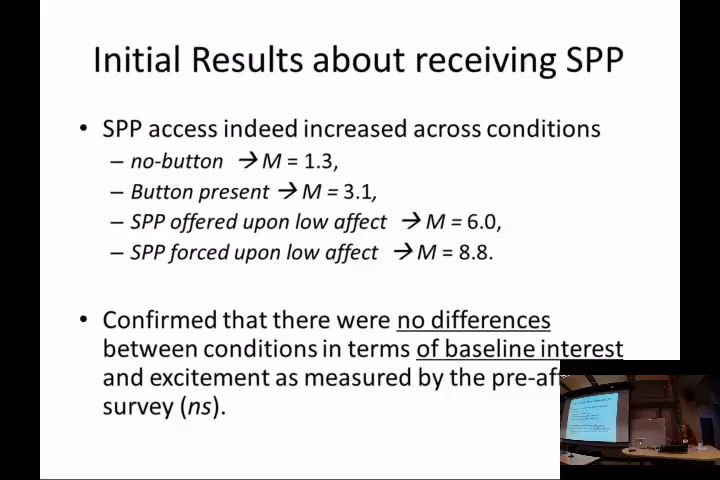 Initial Results about receiving SPP
• SPP access indeed increased across conditions
– no-button → M = 1.3,
– Button present → M = 3.1,
– SPP offered upon low affect → M = 6.0,
– SPP forced upon low affect → M = 8.8.
• Confirmed that there were no differences
between conditions in terms of baseline interest
and excitement as measured by the
survey (ns).